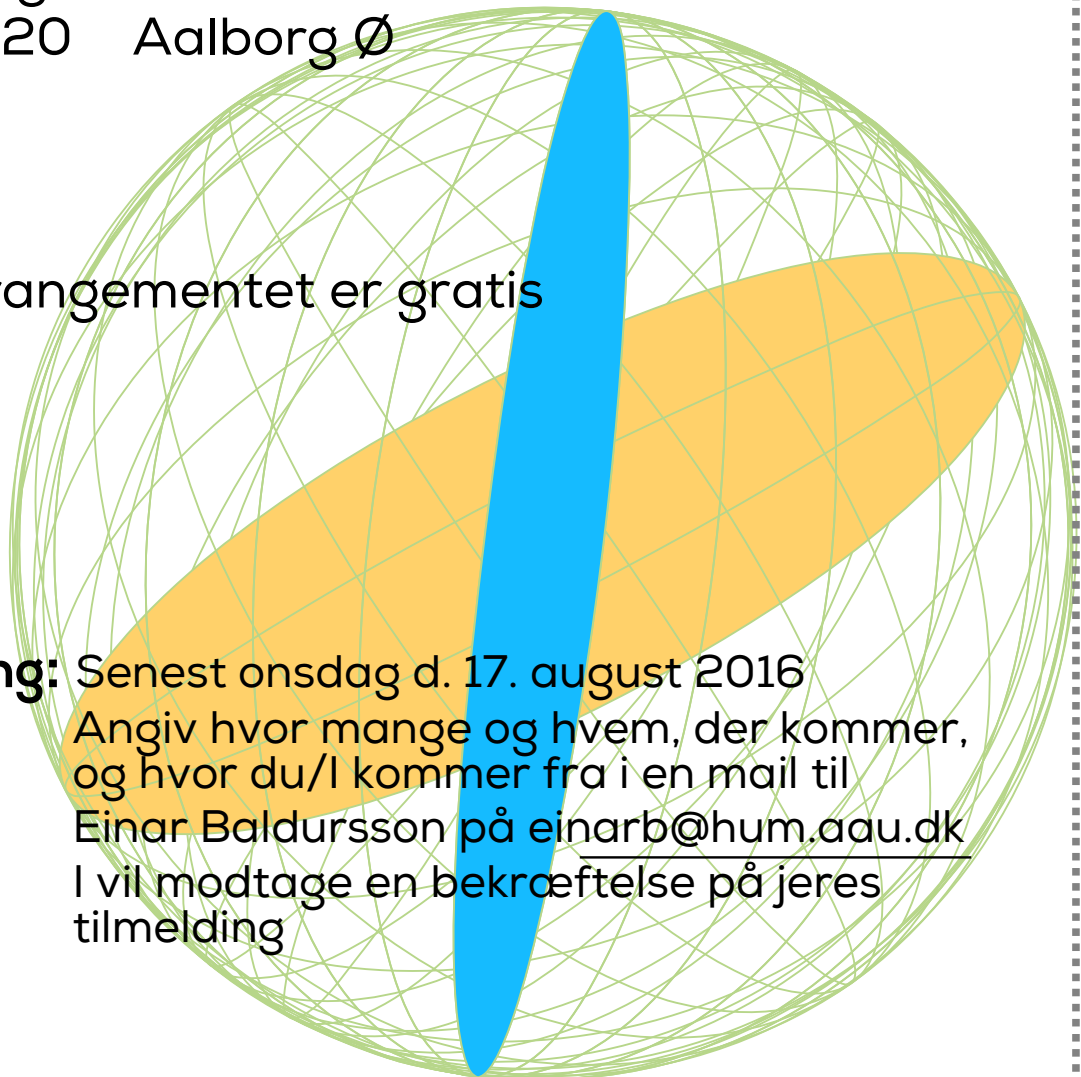 20 Aalborg Ø
angementet er gratis
ng: Senest onsdag d. 17. august 2016
Angiv hvor mange og hvem, der kommer,
og hvor du/I kommer fra i en mail til
Einar Baldursson på einarb@hum.aau.dk
I vil modtage en bekræftelse på jeres
tilmelding